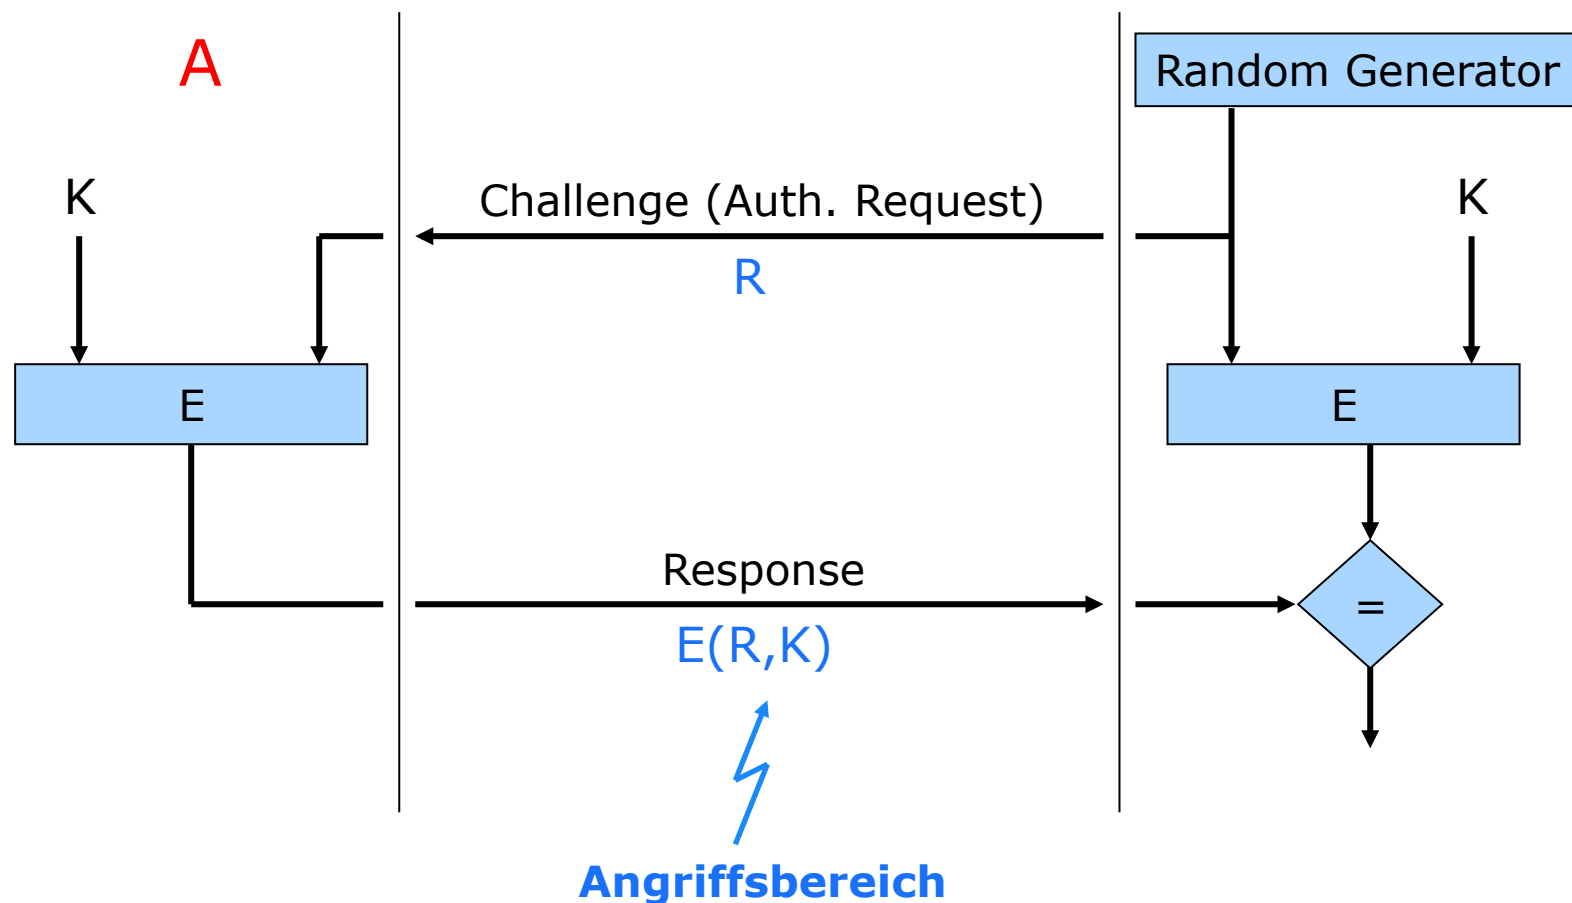 A
Random Generator
K
Challenge (Auth. Request)
K
R
E
E
Response
=
E(R,K)
Angriffsbereich